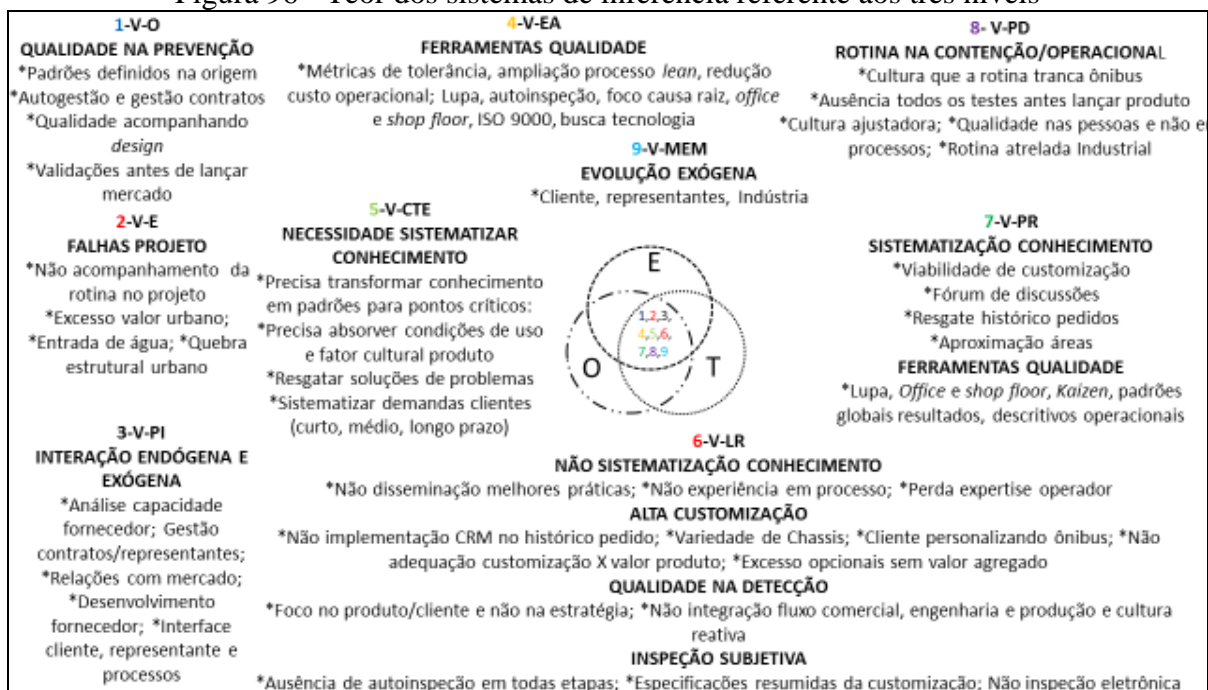 Figura 96 - Teor dos sistemas de inferência referente aos três níveis
1-V-O
QUALIDADE NA PREVENÇÃO
*Padrões definidos na origem
*Autogestão e gestão contratos
*Qualidade acompanhando
design
*Validações antes de lançar
mercado
4-V-EA
FERRAMENTAS QUALIDADE
*Métricas de tolerância, ampliação processo lean, redução
custo operacional; Lupa, autoinspeção, foco causa raiz, office
e shop floor, ISO 9000, busca tecnologia
8- V-PD
ROTINA NA CONTENÇÃO/OPERACIONAL
*Cultura que a rotina tranca ônibus
*Ausência todos os testes antes lançar produto
*Cultura ajustadora; *Qualidade nas pessoas e não e
processos; *Rotina atrelada Industrial
9-V-MEM
EVOLUÇÃO EXÓGENA
*Cliente, representantes, Indústria
2-V-E
FALHAS PROJETO
*Não acompanhamento da
rotina no projeto
*Excesso valor urbano;
*Entrada de água; *Quebra
estrutural urbano
5-V-CTE
NECESSIDADE SISTEMATIZAR
CONHECIMENTO
*Precisa transformar conhecimento
em padrões para pontos críticos:
*Precisa absorver condições de uso
e fator cultural produto
*Resgatar soluções de problemas
*Sistematizar demandas clientes
(curto, médio, longo prazo)
E
1,2,3,
4,5,6,
7,8,9
O
T
7-V-PR
SISTEMATIZAÇÃO CONHECIMENTO
*Viabilidade de customização
*Fórum de discussões
*Resgate histórico pedidos
*Aproximação áreas
FERRAMENTAS QUALIDADE
*Lupa, Office e shop floor, Kaizen, padrões
globais resultados, descritivos operacionais
3-V-PI
INTERAÇÃO ENDÓGENA E
EXÓGENA
*Análise capacidade
fornecedor; Gestão
contratos/representantes;
*Relações com mercado;
*Desenvolvimento
fornecedor; *Interface
cliente, representante e
processos
6-V-LR
NÃO SISTEMATIZAÇÃO CONHECIMENTO
*Não disseminação melhores práticas; *Não experiência em processo; *Perda expertise operador
ALTA CUSTOMIZAÇÃO
*Não implementação CRM no histórico pedido; *Variedade de Chassis; *Cliente personalizando ônibus; *Não
adequação customização X valor produto; *Excesso opcionais sem valor agregado
QUALIDADE NA DETECÇÃO
*Foco no produto/cliente e não na estratégia; *Não integração fluxo comercial, engenharia e produção e cultura
reativa
INSPEÇÃO SUBJETIVA
*Ausência de autoinspeção em todas etapas; *Especificações resumidas da customização; Não inspeção eletrônica